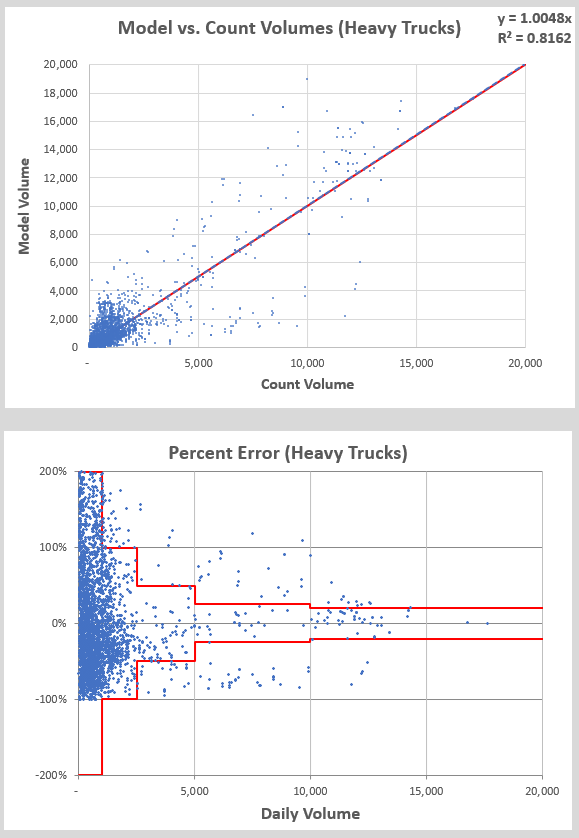 Model vs. Count Volumes (Heavy Trucks)
y = 1.0048x
R² = 0.8162
20,000
18,000
16,000
14,000
12,000
10,000
8,000
6,000
4,000
2,000
0
Model Volume
- 5,000 10,000 15,000 20,000
Count Volume
Percent Error (Heavy Trucks)
200%
100%
0%
-100%
-200%
- 5,000 10,000 15,000 20,000
Daily Volume